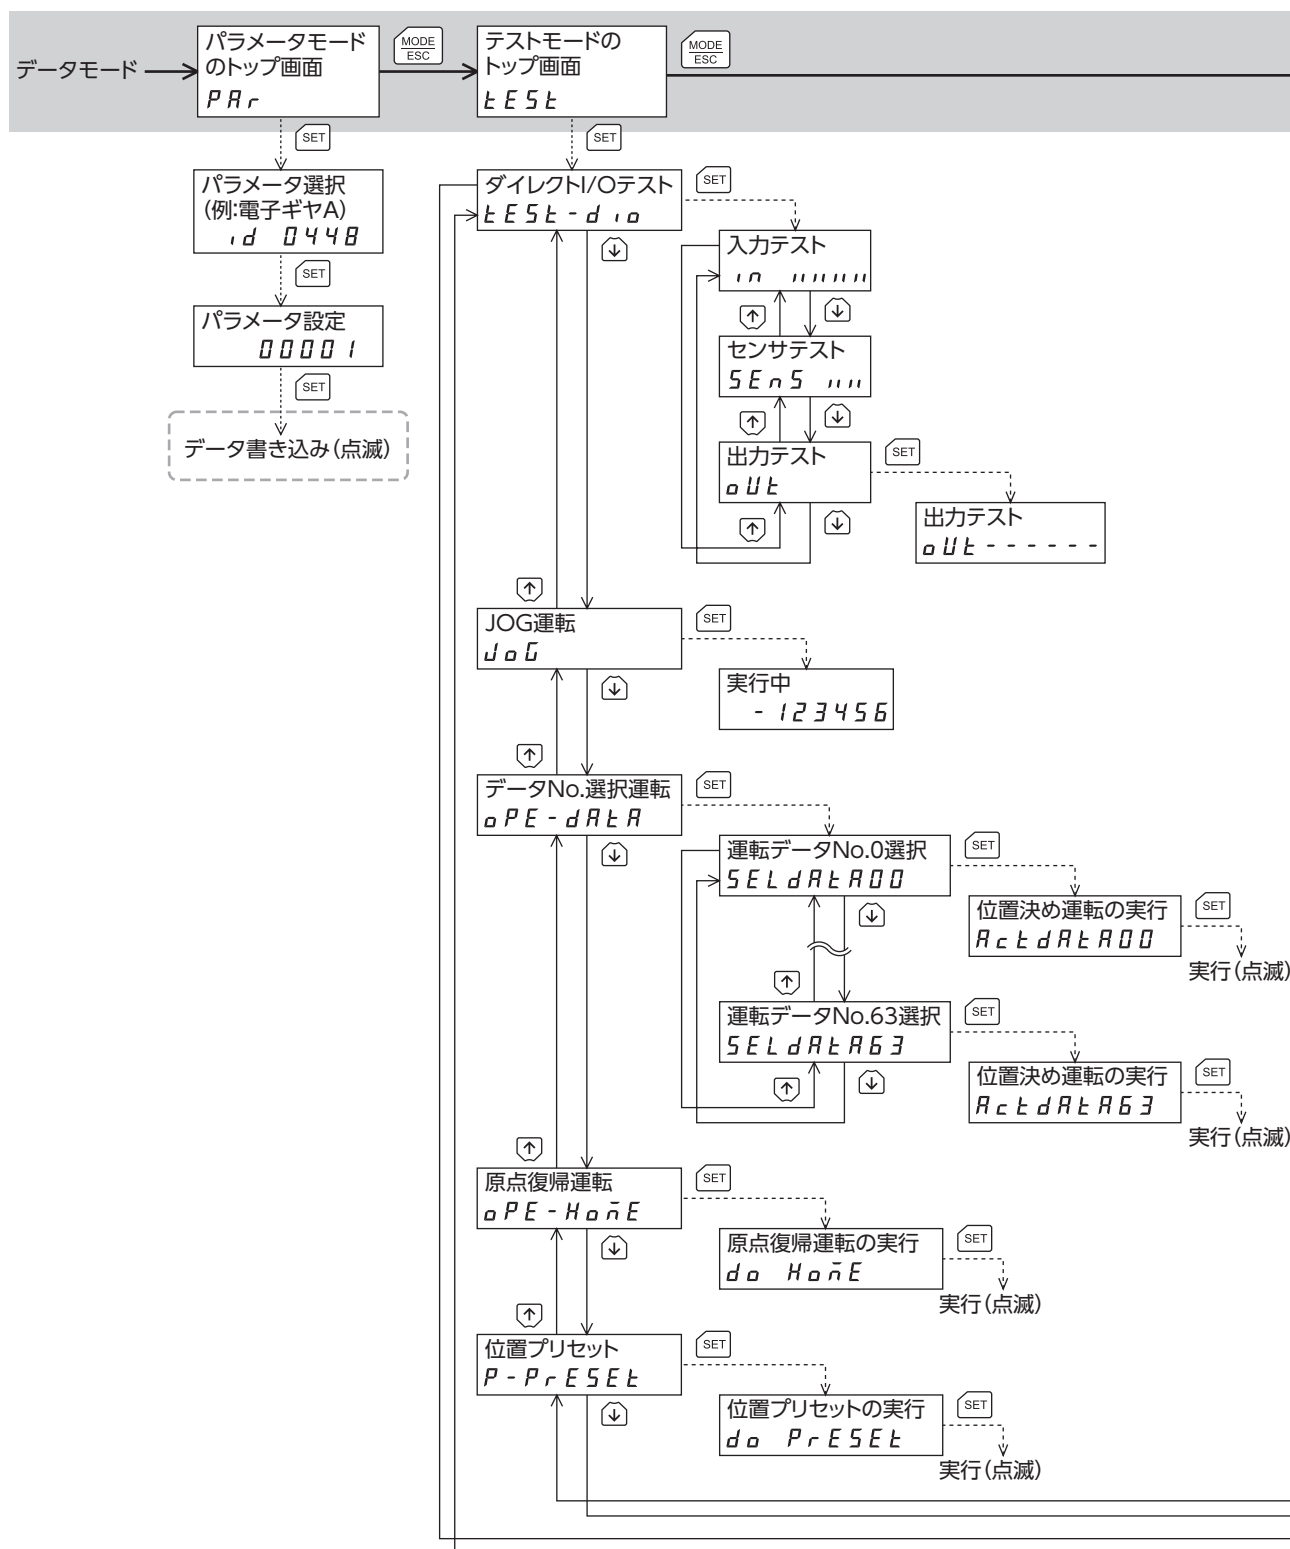 データモード
パラメータモード
のトップ画面
PAr
MODE
ESC
テストモードの
トップ画面
tESt
MODE
ESC
SET
SET
パラメータ選択
(例:電子ギヤA)
id 0448
SET
パラメータ設定
00001
SET
データ書き込み(点滅)
ダイレクトI/Oテスト
tESt-dio
SET
入力テスト
in
センサテスト
SEnS
出力テスト
oUt
SET
出力テスト
oUt------
JOG運転
JoG
SET
実行中
-123456
データNo.選択運転
oPE-dAtA
SET
運転データNo.0選択
SELdAtA00
SET
位置決め運転の実行
ActdAtA00
SET
実行(点滅)
運転データNo.63選択
SELdAtA63
SET
位置決め運転の実行
ActdAtA63
SET
実行(点滅)
原点復帰運転
oPE-HomE
SET
原点復帰運転の実行
do HomE
SET
実行(点滅)
位置プリセット
P-PrESEt
SET
位置プリセットの実行
do PrESEt
SET
実行(点滅)